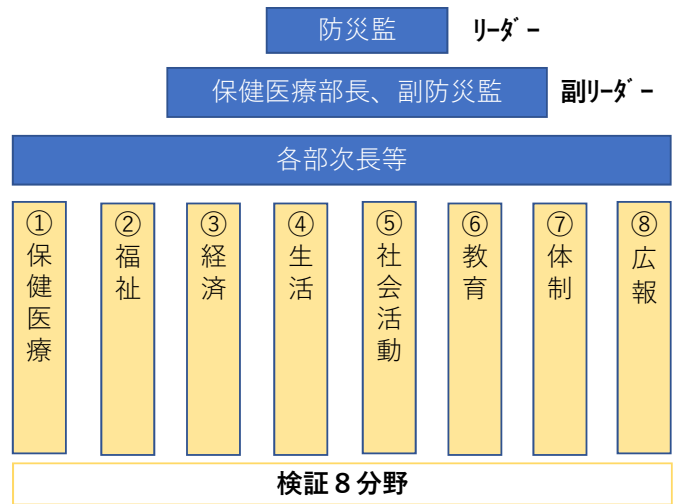 防災監 ﾘｰﾀﾞｰ
保健医療部長、副防災監 副ﾘｰﾀﾞｰ
各部次長等
①保健医療
②福祉
③経済
④生活
⑤社会活動
⑥教育
⑦体制
⑧広報
検証８分野